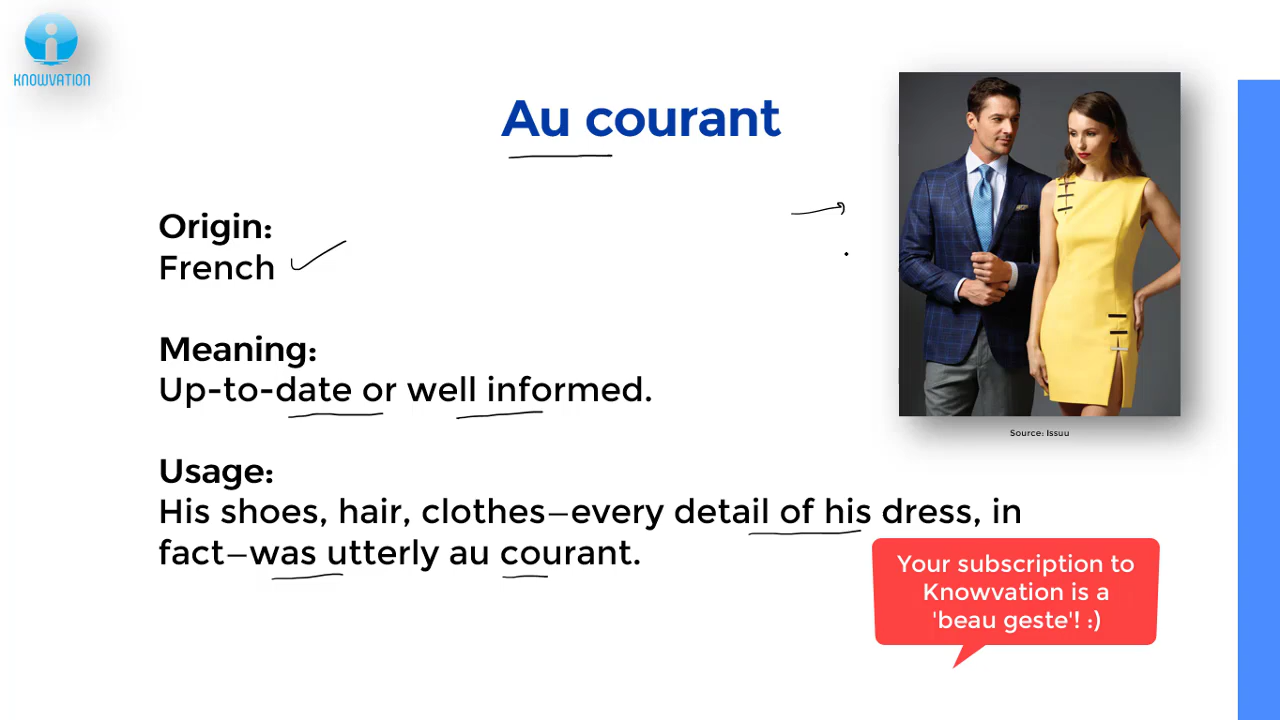 KNOWVATION
Au courant
Origin:
French
Meaning:
Up-to-date or well informed.
Usage:
His shoes, hair, clothes—every detail of his dress, in
fact—was utterly au courant.
Source: Issuu
Your subscription to
Knowvation is a
'beau geste'! :)